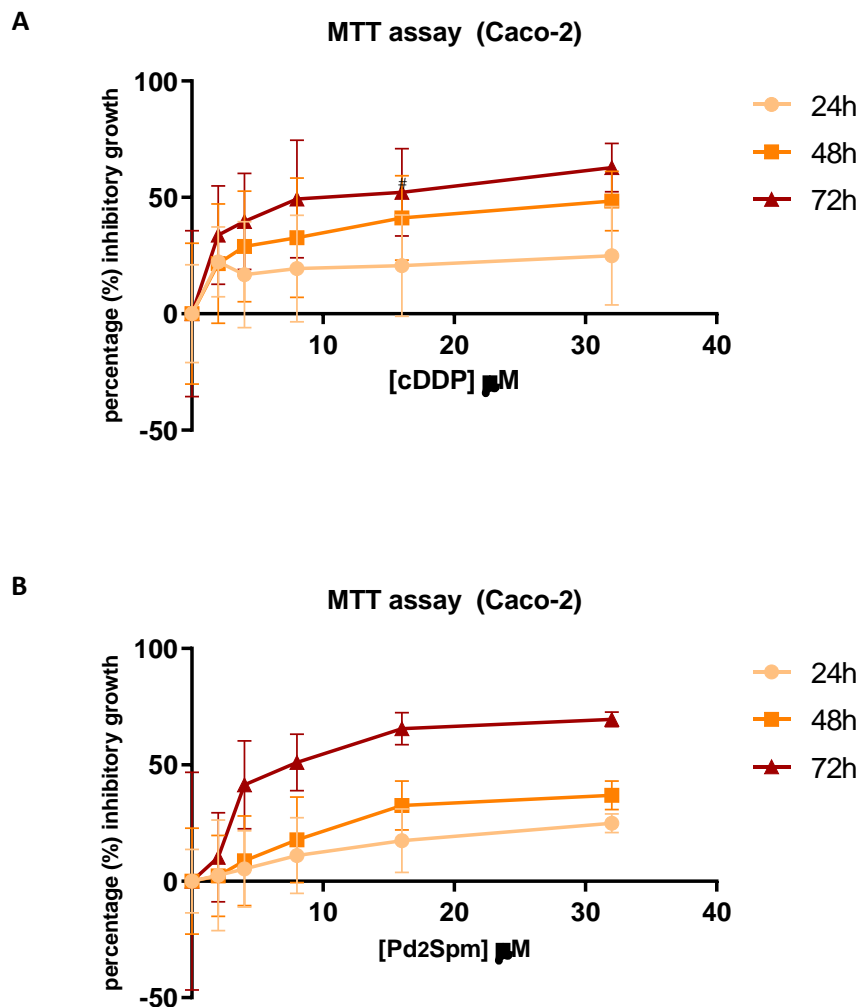 A
MTT assay (Caco-2)
percentage (%) inhibitory growth
100
50
0
-50
10
20
30
40
#
[cDDP] µM
24h
48h
72h
B
MTT assay (Caco-2)
percentage (%) inhibitory growth
100
50
0
-50
10
20
30
40
[Pd2Spm] µM
24h
48h
72h